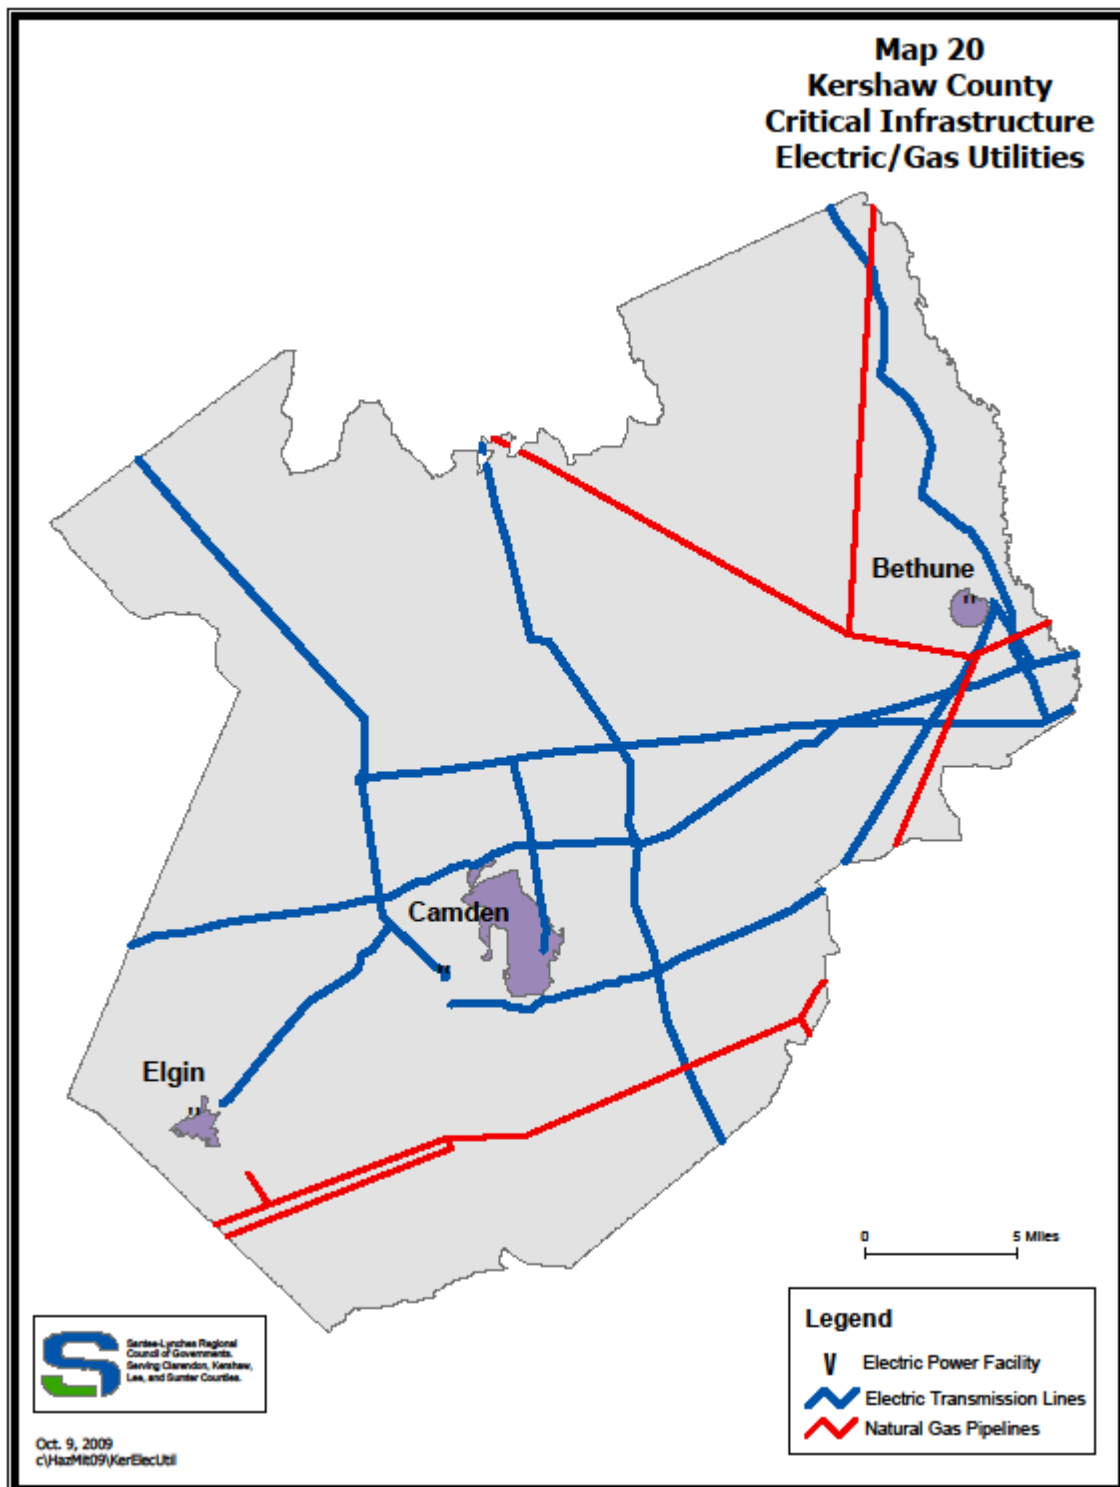 Map 20
Kershaw County
Critical Infrastructure
Electric/Gas Utilities
Bethune
Camden
Elgin
0 5 Miles
Legend
Electric Power Facility
Electric Transmission Lines
Natural Gas Pipelines
Santee-Lynches Regional
Council of Governments.
Serving Clarendon, Kershaw,
Lee, and Sumter Counties.
Oct. 9, 2009
c\HazMit09\KerElecUtil